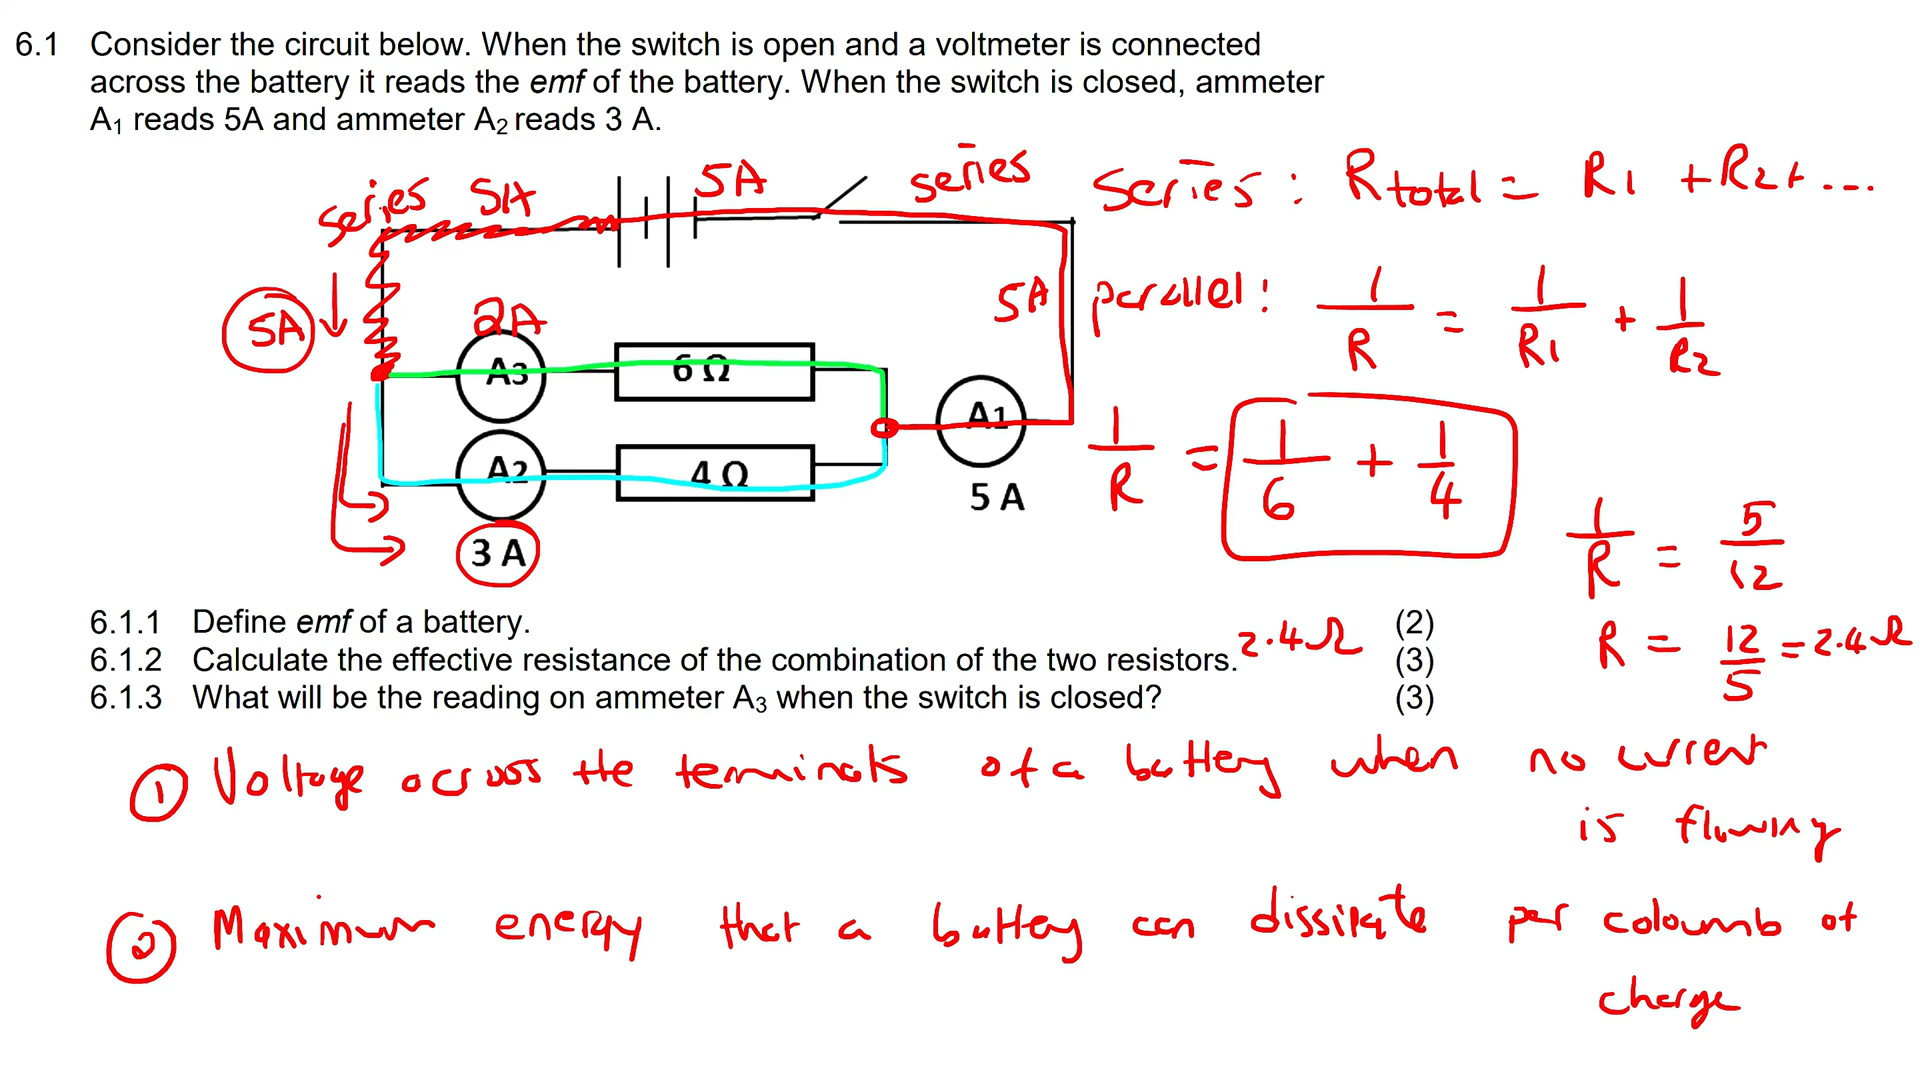 6.1 Consider the circuit below. When the switch is open and a voltmeter is connected
across the battery it reads the emf of the battery. When the switch is closed, ammeter
A₁ reads 5A and ammeter A₂ reads 3 A.
series 5A 5A series
Series: Rtotal = R1 + R2 + ...
5A
2A
5A
parallel: 1/R = 1/R1 + 1/R2
A3 6 Ω
A1
5 A
A2 4 Ω
3 A
1/R = 1/6 + 1/4
1/R = 5/12
R = 12/5 = 2.4Ω
6.1.1 Define emf of a battery. (2)
6.1.2 Calculate the effective resistance of the combination of the two resistors. 2.4Ω (3)
6.1.3 What will be the reading on ammeter A₃ when the switch is closed? (3)
① Voltage across the terminals of a battery when no current
is flowing
② Maximum energy that a battery can dissipate per coloumb of
charge